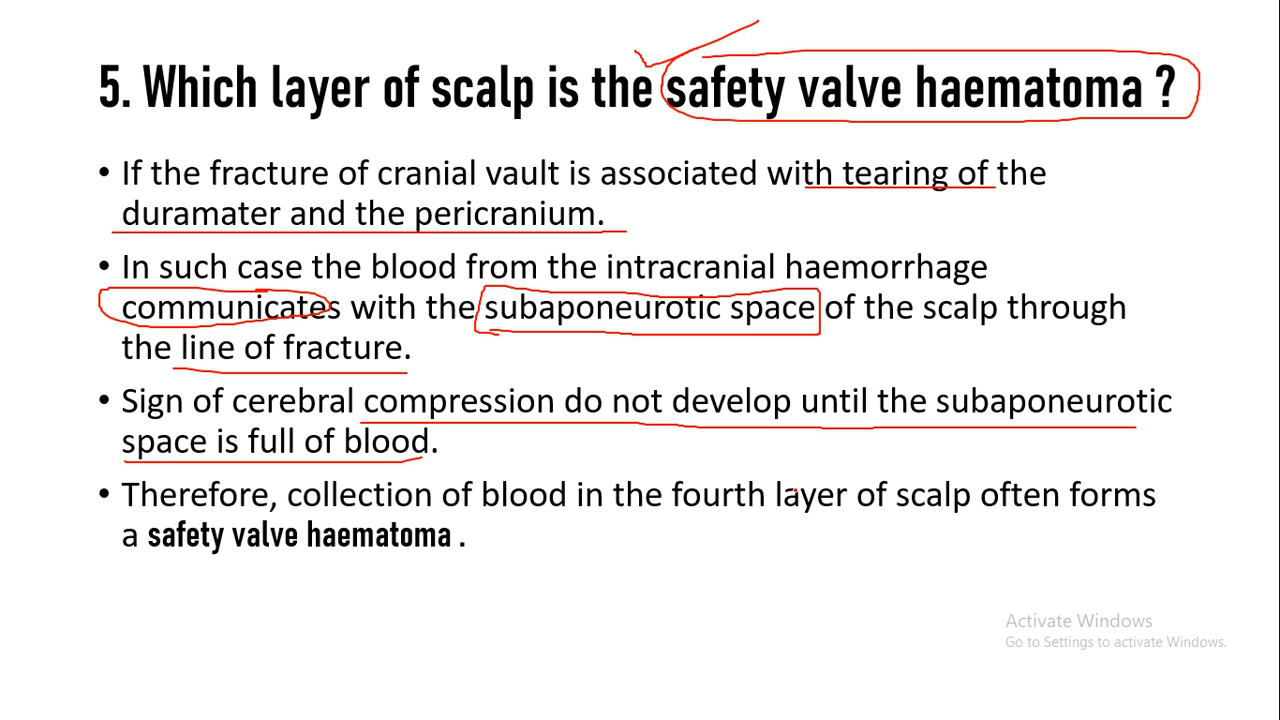 5. Which layer of scalp is the safety valve haematoma ?
• If the fracture of cranial vault is associated with tearing of the
duramater and the pericranium.
• In such case the blood from the intracranial haemorrhage
communicates with the subaponeurotic space of the scalp through
the line of fracture.
• Sign of cerebral compression do not develop until the subaponeurotic
space is full of blood.
• Therefore, collection of blood in the fourth layer of scalp often forms
a safety valve haematoma .
Activate Windows
Go to Settings to activate Windows.